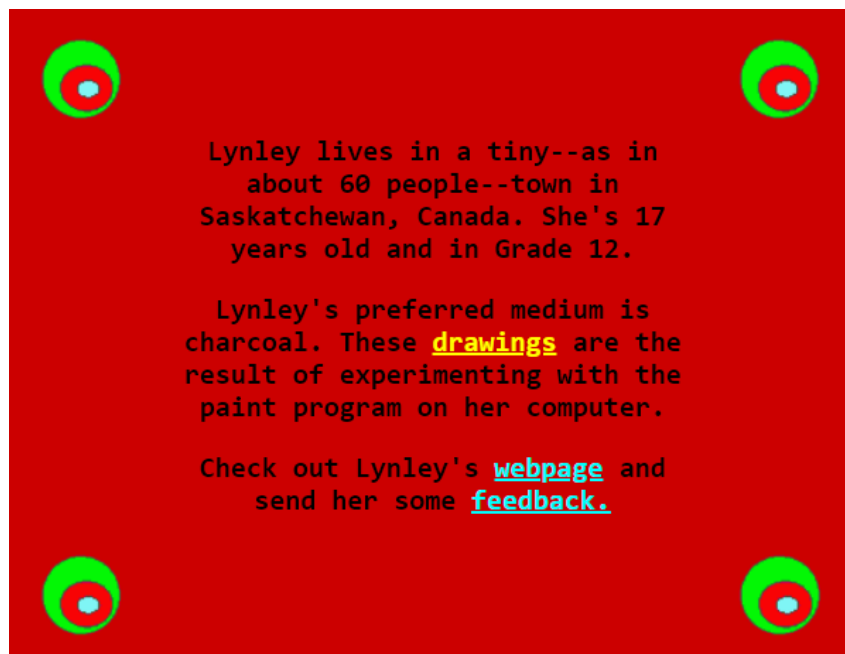 Lynley lives in a tiny--as in
about 60 people--town in
Saskatchewan, Canada. She's 17
years old and in Grade 12.
Lynley's preferred medium is
charcoal. These drawings are the
result of experimenting with the
paint program on her computer.
Check out Lynley's webpage and
send her some feedback.